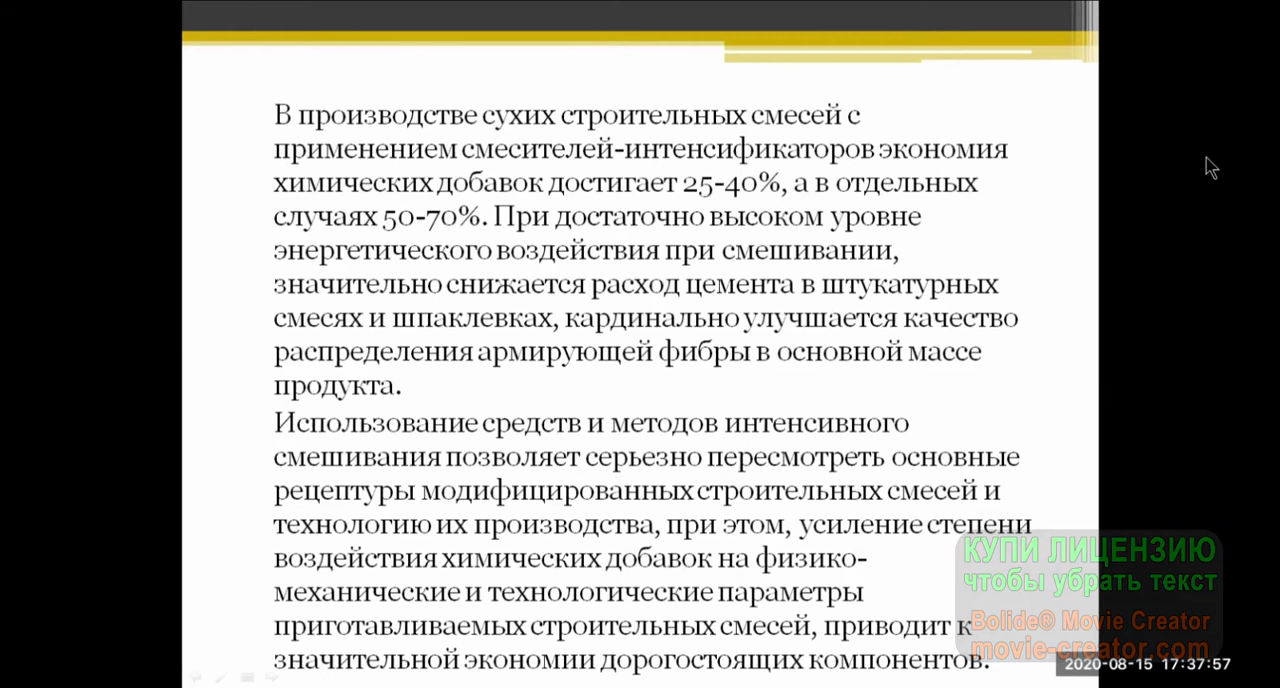 В производстве сухих строительных смесей с
применением смесителей-интенсификаторов экономия
химических добавок достигает 25-40%, а в отдельных
случаях 50-70%. При достаточно высоком уровне
энергетического воздействия при смешивании,
значительно снижается расход цемента в штукатурных
смесях и шпаклевках, кардинально улучшается качество
распределения армирующей фибры в основной массе
продукта.
Использование средств и методов интенсивного
смешивания позволяет серьезно пересмотреть основные
рецептуры модифицированных строительных смесей и
технологию их производства, при этом, усиление степени
воздействия химических добавок на физико-
механические и технологические параметры
приготавливаемых строительных смесей, приводит к
значительной экономии дорогостоящих компонентов.
КУПИ ЛИЦЕНЗИЮ
чтобы убрать текст
Bolide® Movie Creator
movie-creator.com
2020-08-15 17:37:57